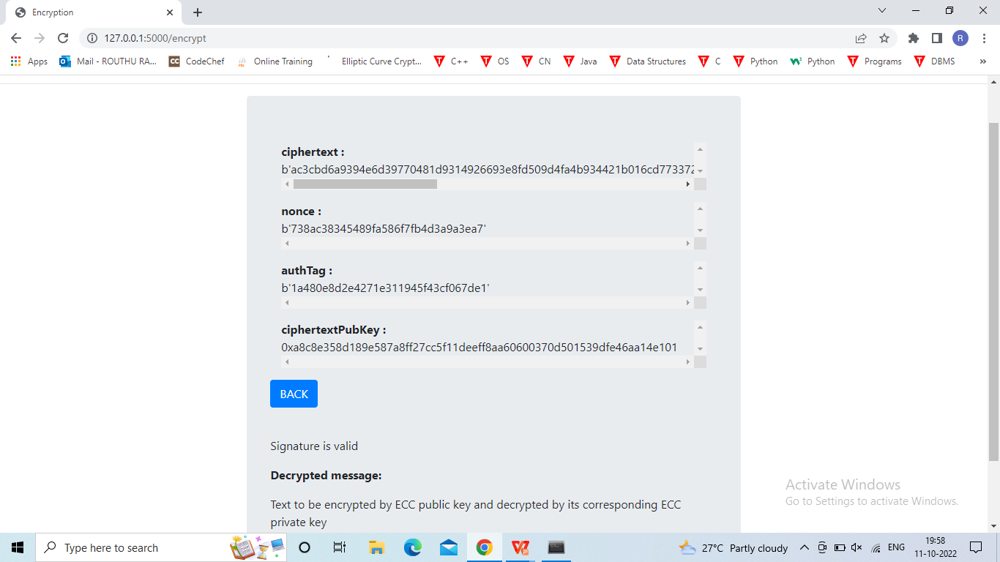 Encryption
127.0.0.1:5000/encrypt
R
Apps
Mail - ROUTHU RA...
CC CodeChef
Online Training
Elliptic Curve Crypt...
C++
OS
CN
Java
Data Structures
C
Python
Python
Programs
DBMS
»
ciphertext :
b'ac3cbd6a9394e6d39770481d9314926693e8fd509d4fa4b934421b016cd773372
nonce :
b'738ac38345489fa586f7fb4d3a9a3ea7'
authTag :
b'1a480e8d2e4271e311945f43cf067de1'
ciphertextPubKey :
0xa8c8e358d189e587a8ff27cc5f11deeff8aa60600370d501539dfe46aa14e101
BACK
Signature is valid
Decrypted message:
Text to be encrypted by ECC public key and decrypted by its corresponding ECC
private key
Activate Windows
Go to Settings to activate Windows.
Type here to search
27°C Partly cloudy
ENG
19:58
11-10-2022